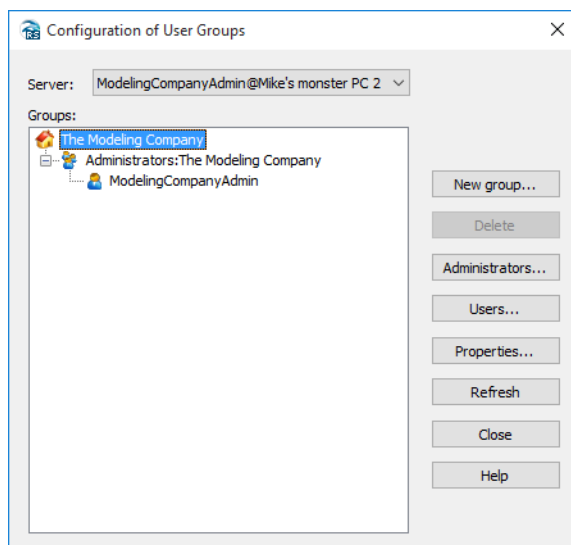 RS
Configuration of User Groups
Server: ModelingCompanyAdmin@Mike's monster PC 2
Groups:
The Modeling Company
Administrators:The Modeling Company
ModelingCompanyAdmin
New group...
Delete
Administrators...
Users...
Properties...
Refresh
Close
Help